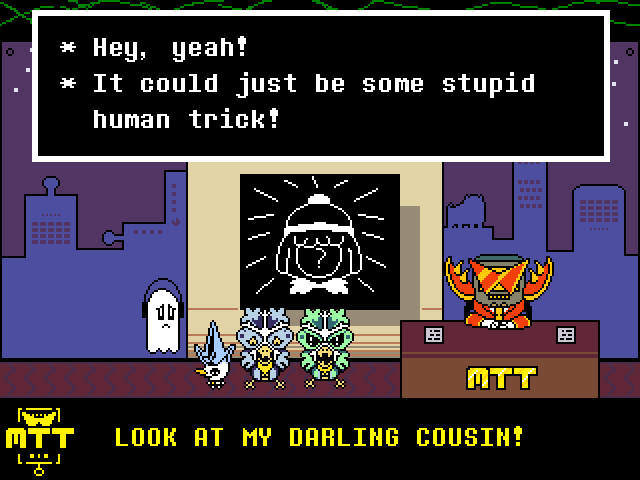 * Hey, yeah!
* It could just be some stupid
human trick!
?
MTT
MTT
LOOK AT MY DARLING COUSIN!